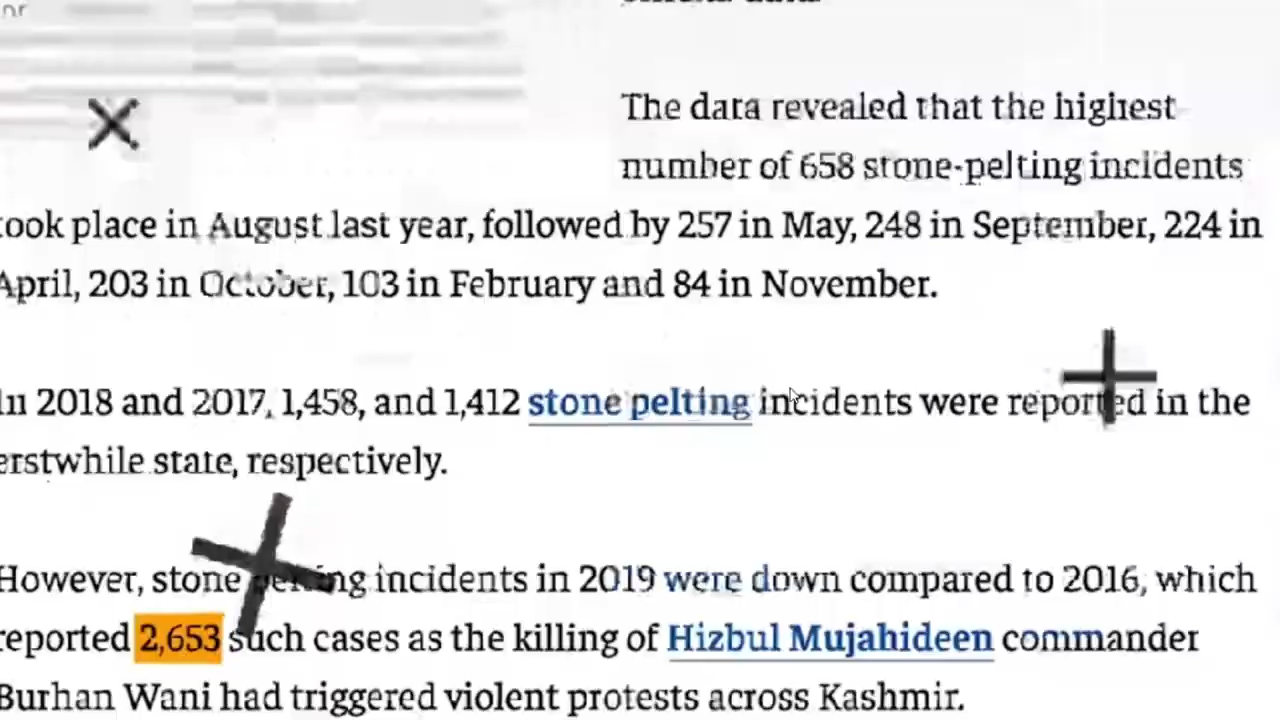 The data revealed that the highest
number of 658 stone-pelting incidents
took place in August last year, followed by 257 in May, 248 in September, 224 in
April, 203 in October, 103 in February and 84 in November.
In 2018 and 2017, 1,458, and 1,412 stone pelting incidents were reported in the
erstwhile state, respectively.
However, stone pelting incidents in 2019 were down compared to 2016, which
reported 2,653 such cases as the killing of Hizbul Mujahideen commander
Burhan Wani had triggered violent protests across Kashmir.